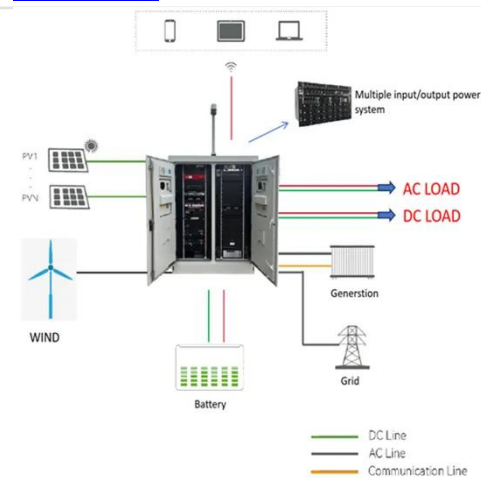 Multiple input/output power
system
PV1
PVN
AC LOAD
DC LOAD
WIND
Generstion
Grid
Battery
DC Line
AC Line
Communication Line